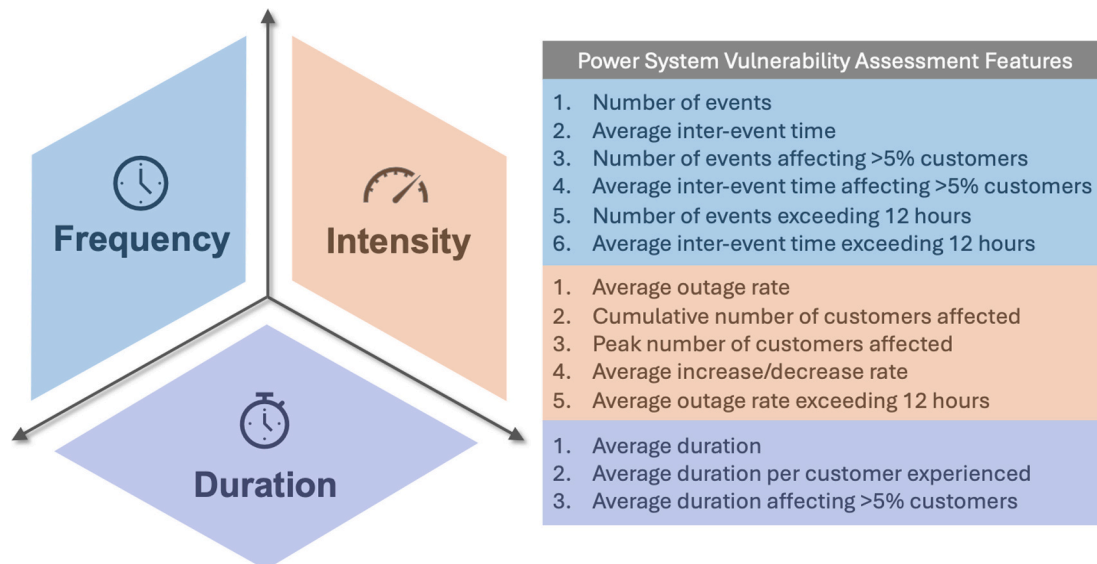 Frequency
Intensity
Duration
Power System Vulnerability Assessment Features
1. Number of events
2. Average inter-event time
3. Number of events affecting >5% customers
4. Average inter-event time affecting >5% customers
5. Number of events exceeding 12 hours
6. Average inter-event time exceeding 12 hours
1. Average outage rate
2. Cumulative number of customers affected
3. Peak number of customers affected
4. Average increase/decrease rate
5. Average outage rate exceeding 12 hours
1. Average duration
2. Average duration per customer experienced
3. Average duration affecting >5% customers